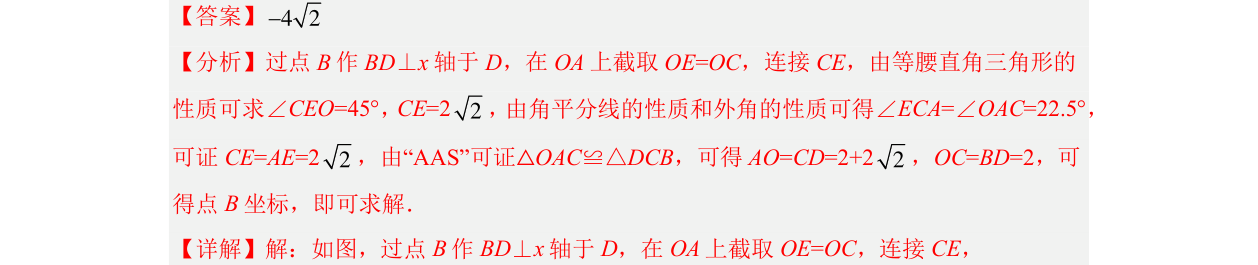 【答案】–4√2
【分析】过点 B 作 BD⊥x 轴于 D，在 OA 上截取 OE=OC，连接 CE，由等腰直角三角形的
性质可求∠CEO=45°，CE=2√2，由角平分线的性质和外角的性质可得∠ECA=∠OAC=22.5°，
可证 CE=AE=2√2，由“AAS”可证△OAC≌△DCB，可得 AO=CD=2+2√2，OC=BD=2，可
得点 B 坐标，即可求解．
【详解】解：如图，过点 B 作 BD⊥x 轴于 D，在 OA 上截取 OE=OC，连接 CE，